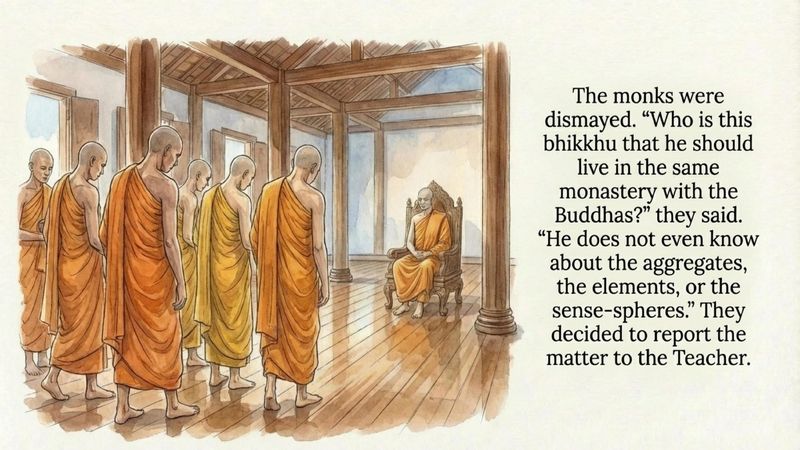 The monks were
dismayed. “Who is this
bhikkhu that he should
live in the same
monastery with the
Buddhas?” they said.
“He does not even know
about the aggregates,
the elements, or the
sense-spheres.” They
decided to report the
matter to the Teacher.